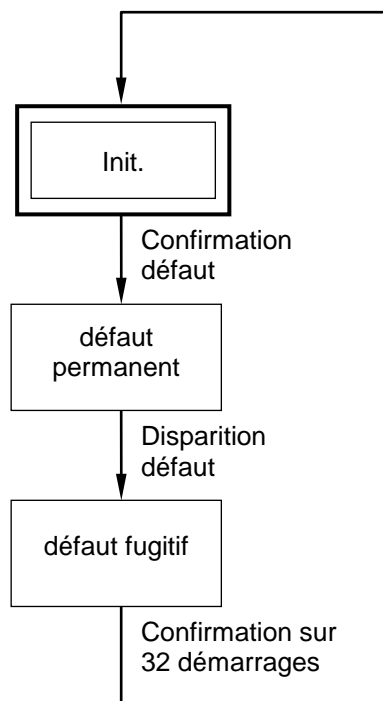 Init.
Confirmation
défaut
défaut
permanent
Disparition
défaut
défaut fugitif
Confirmation sur
32 démarrages